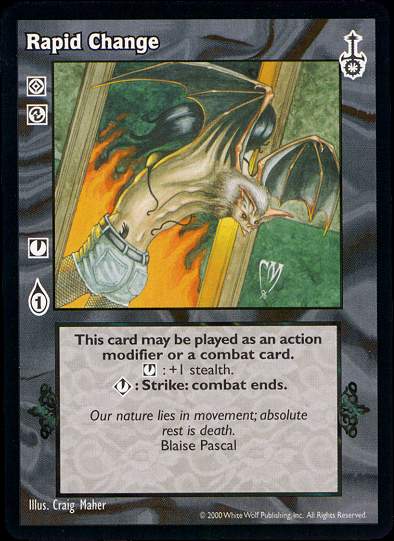 Rapid Change
1
CM
This card may be played as an action
modifier or a combat card.
: +1 stealth.
: Strike: combat ends.
Our nature lies in movement; absolute
rest is death.
Blaise Pascal
Illus. Craig Maher
© 2000 White Wolf Publishing, Inc. All Rights Reserved.